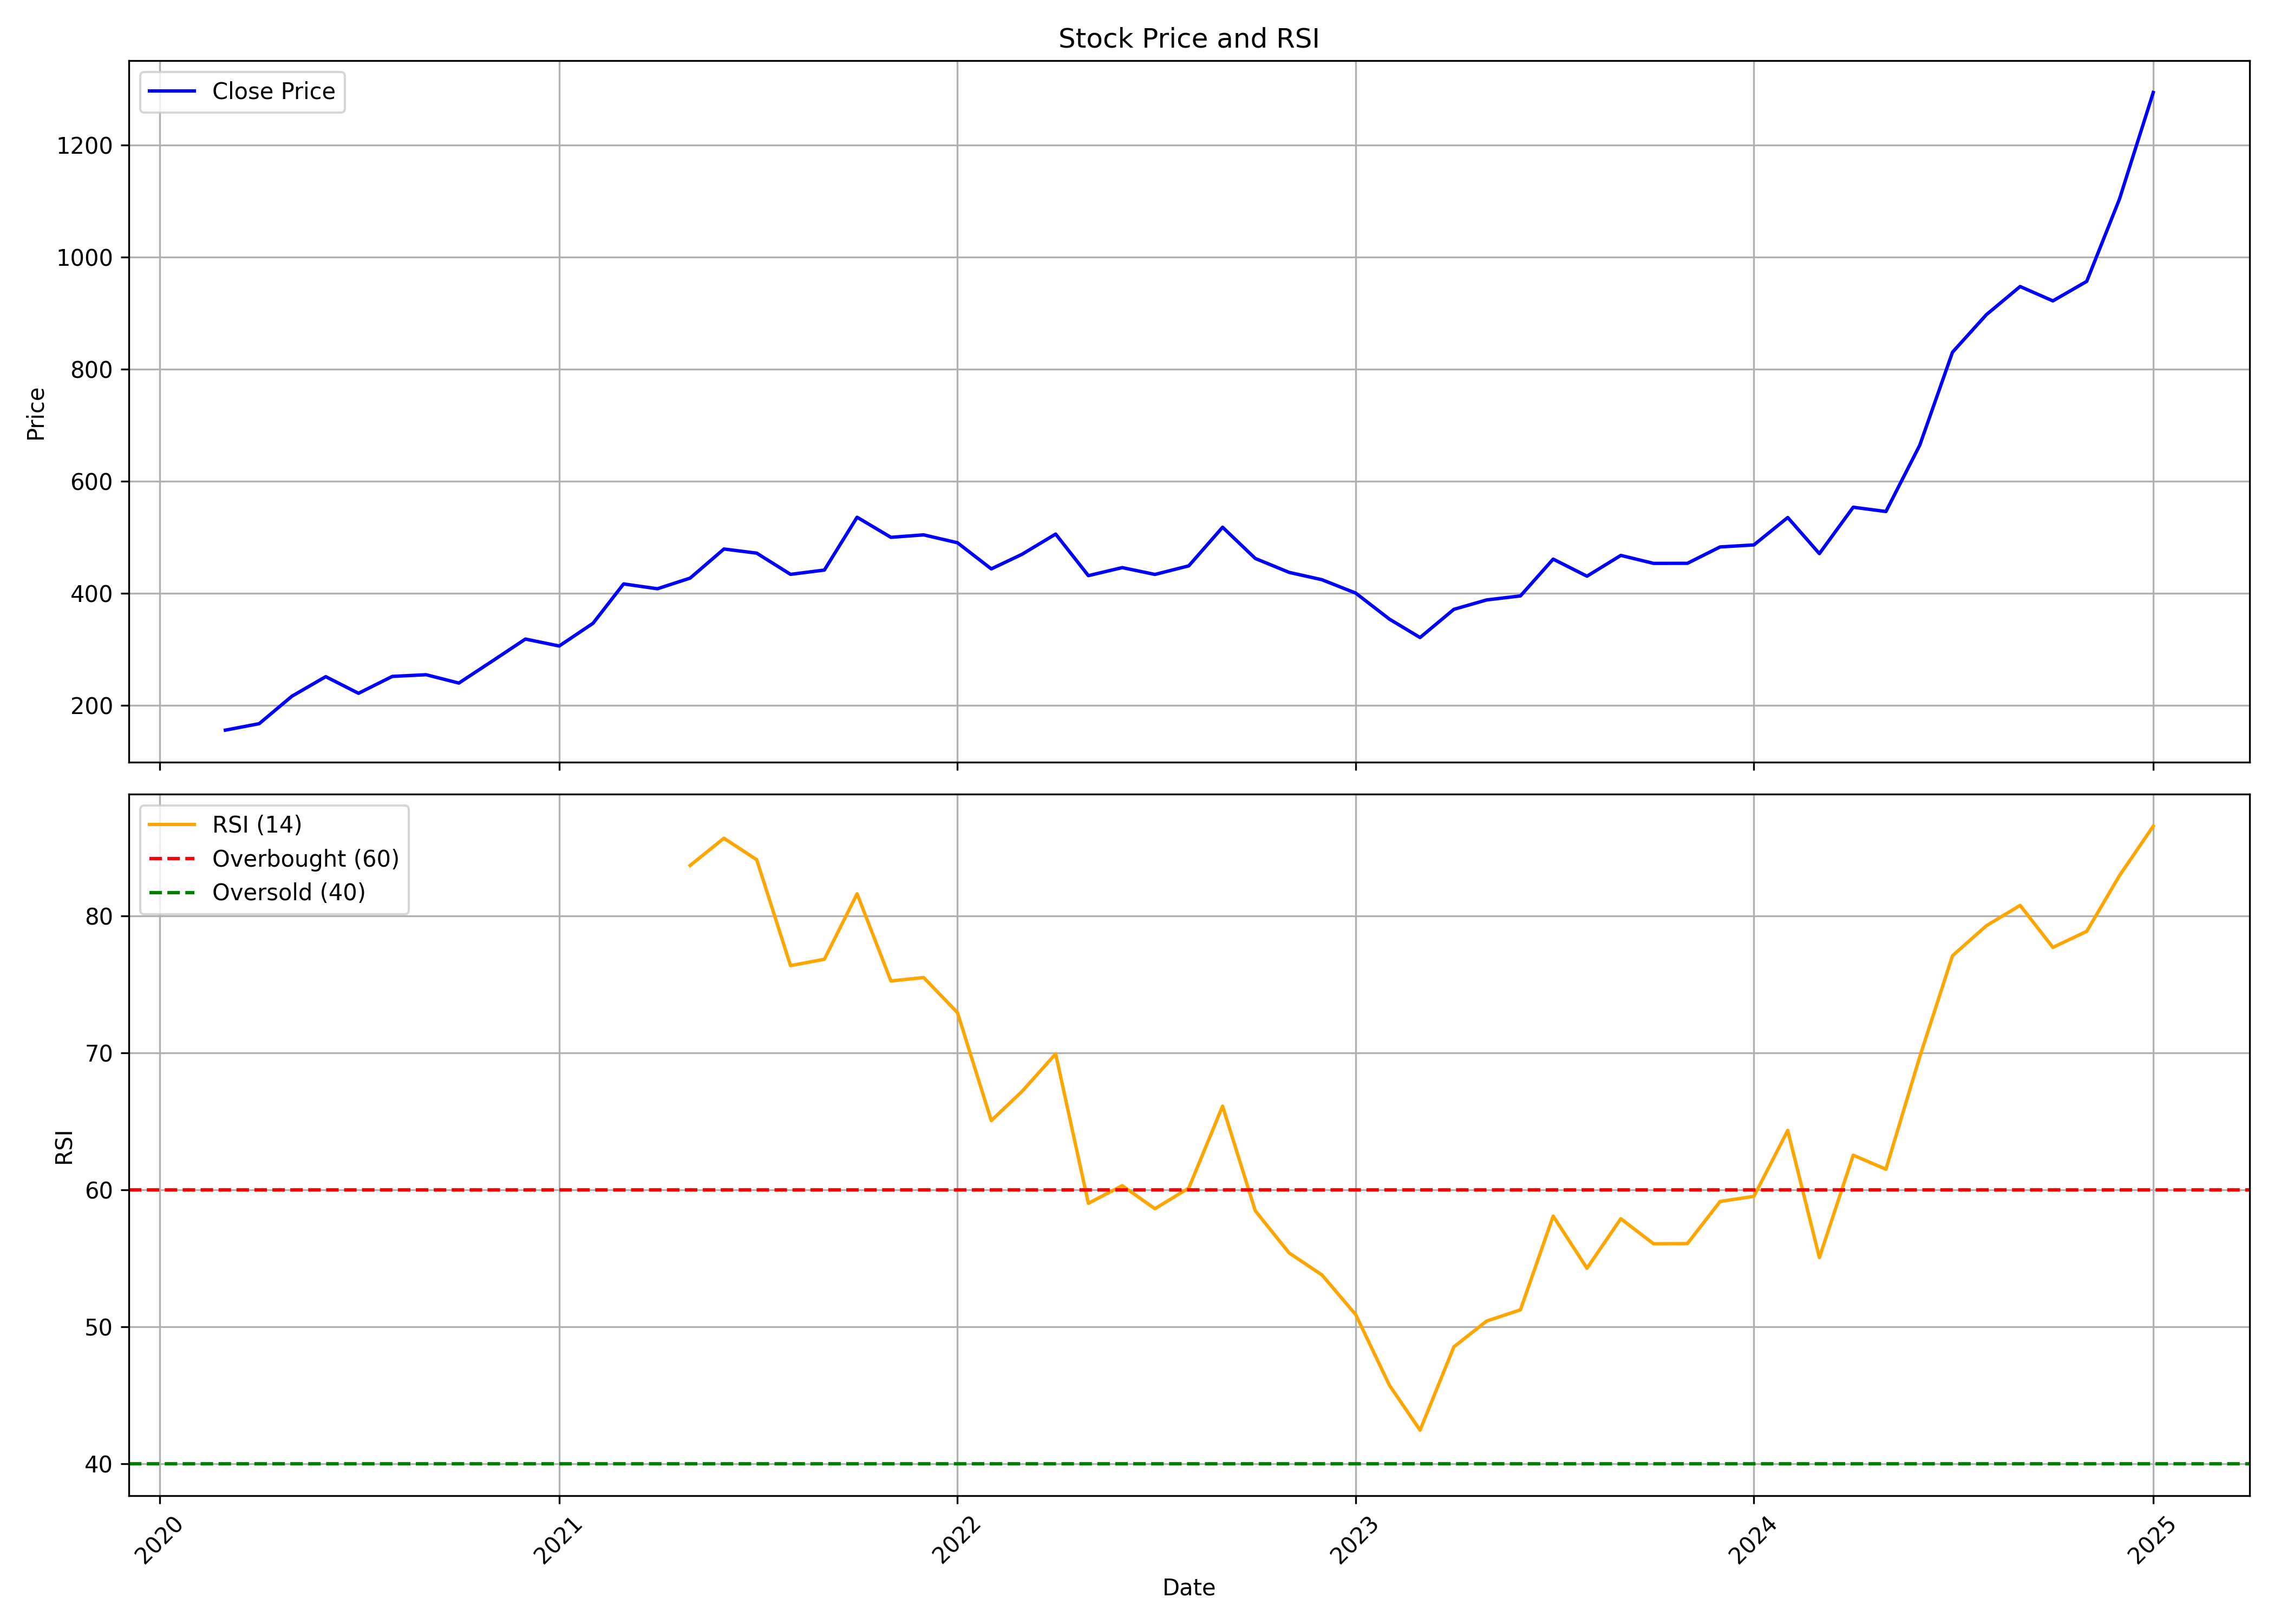 Stock Price and RSI
Close Price
1200
1000
800
600
400
200
Price
RSI (14)
Overbought (60)
Oversold (40)
80
70
60
50
40
RSI
2020
2021
2022
2023
2024
2025
Date